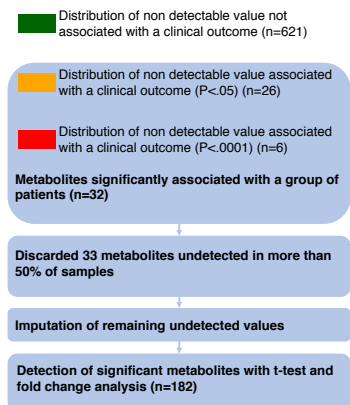 Distribution of non detectable value not
associated with a clinical outcome (n=621)
Distribution of non detectable value associated
with a clinical outcome (P<.05) (n=26)
Distribution of non detectable value associated
with a clinical outcome (P<.0001) (n=6)
Metabolites significantly associated with a group of
patients (n=32)
Discarded 33 metabolites undetected in more than
50% of samples
Imputation of remaining undetected values
Detection of significant metabolites with t-test and
fold change analysis (n=182)